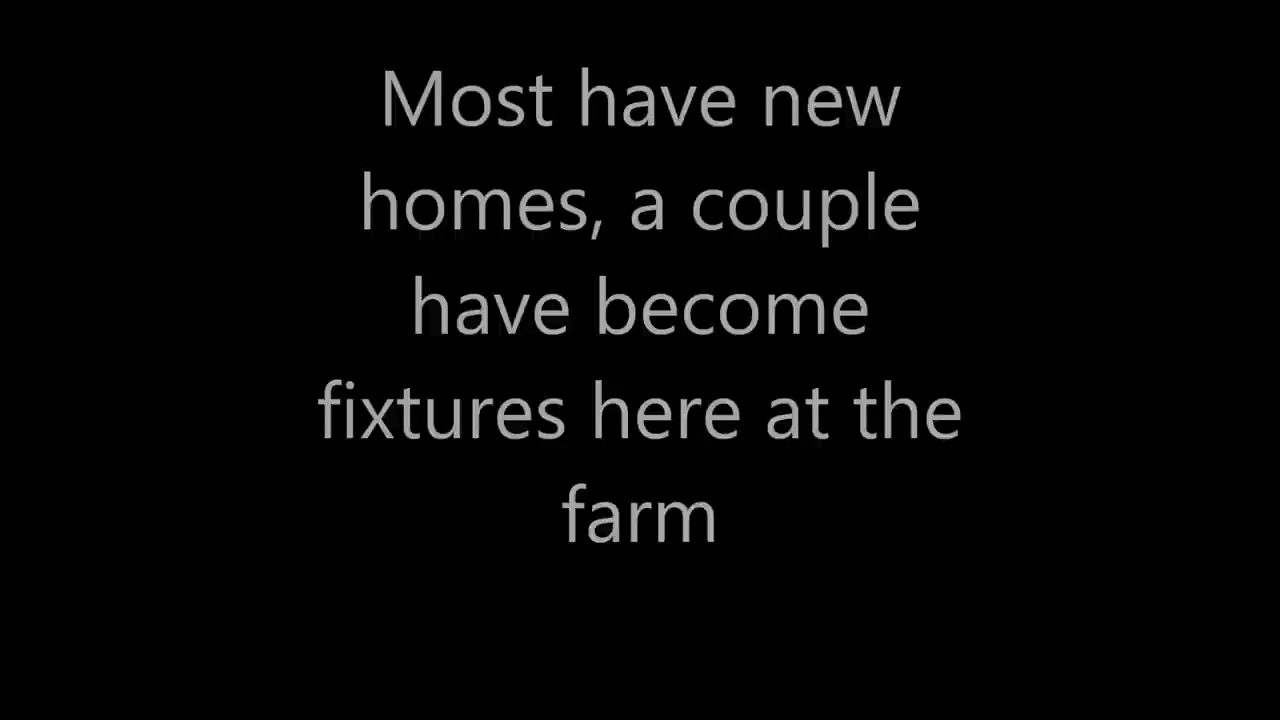 Most have new
homes, a couple
have become
fixtures here at the
farm